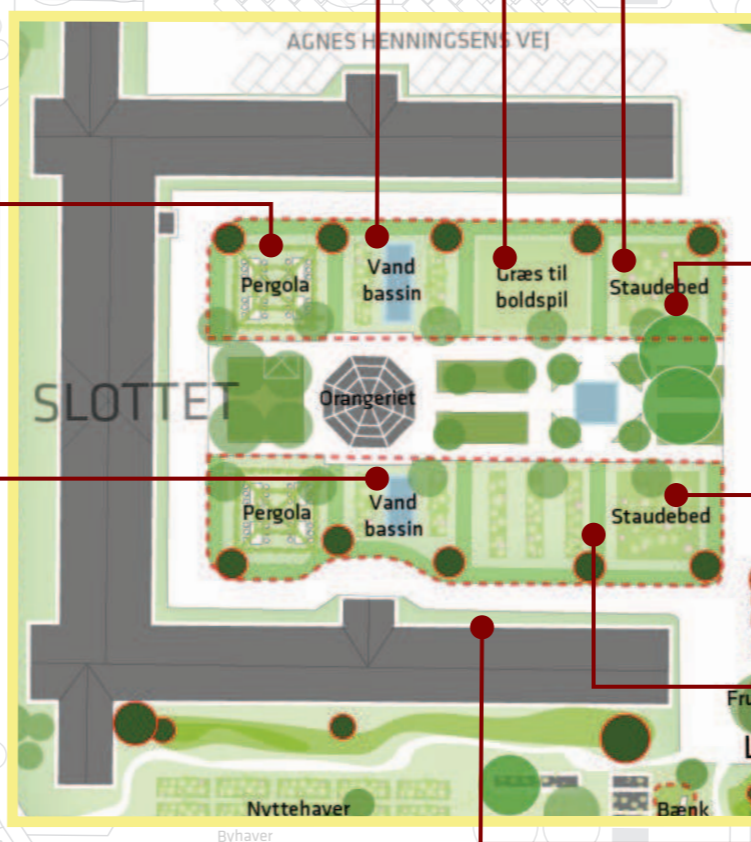 AGNES HENNINGSENS VEJ
Pergola
Vand
bassin
Græs til
boldspil
Staudebed
SLOTTET
Orangeriet
Pergola
Vand
bassin
Staudebed
Fru
L
Nyttehaver
Bænk
Byhaver